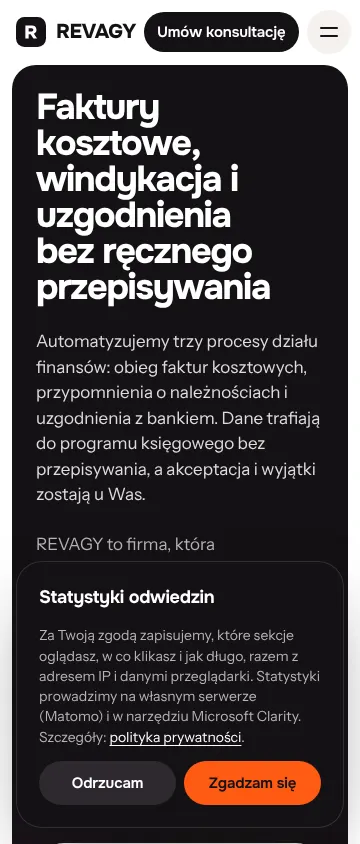 R REVAGY Umów konsultację
Faktury
kosztowe,
windykacja i
uzgodnienia
bez ręcznego
przepisywania
Automatyzujemy trzy procesy działu
finansów: obieg faktur kosztowych,
przypomnienia o należnościach i
uzgodnienia z bankiem. Dane trafiają
do programu księgowego bez
przepisywania, a akceptacja i wyjątki
zostają u Was.
REVAGY to firma, która
Statystyki odwiedzin
Za Twoją zgodą zapisujemy, które sekcje
oglądasz, w co klikasz i jak długo, razem z
adresem IP i danymi przeglądarki. Statystyki
prowadzimy na własnym serwerze
(Matomo) i w narzędziu Microsoft Clarity.
Szczegóły: polityka prywatności.
Odrzucam Zgadzam się